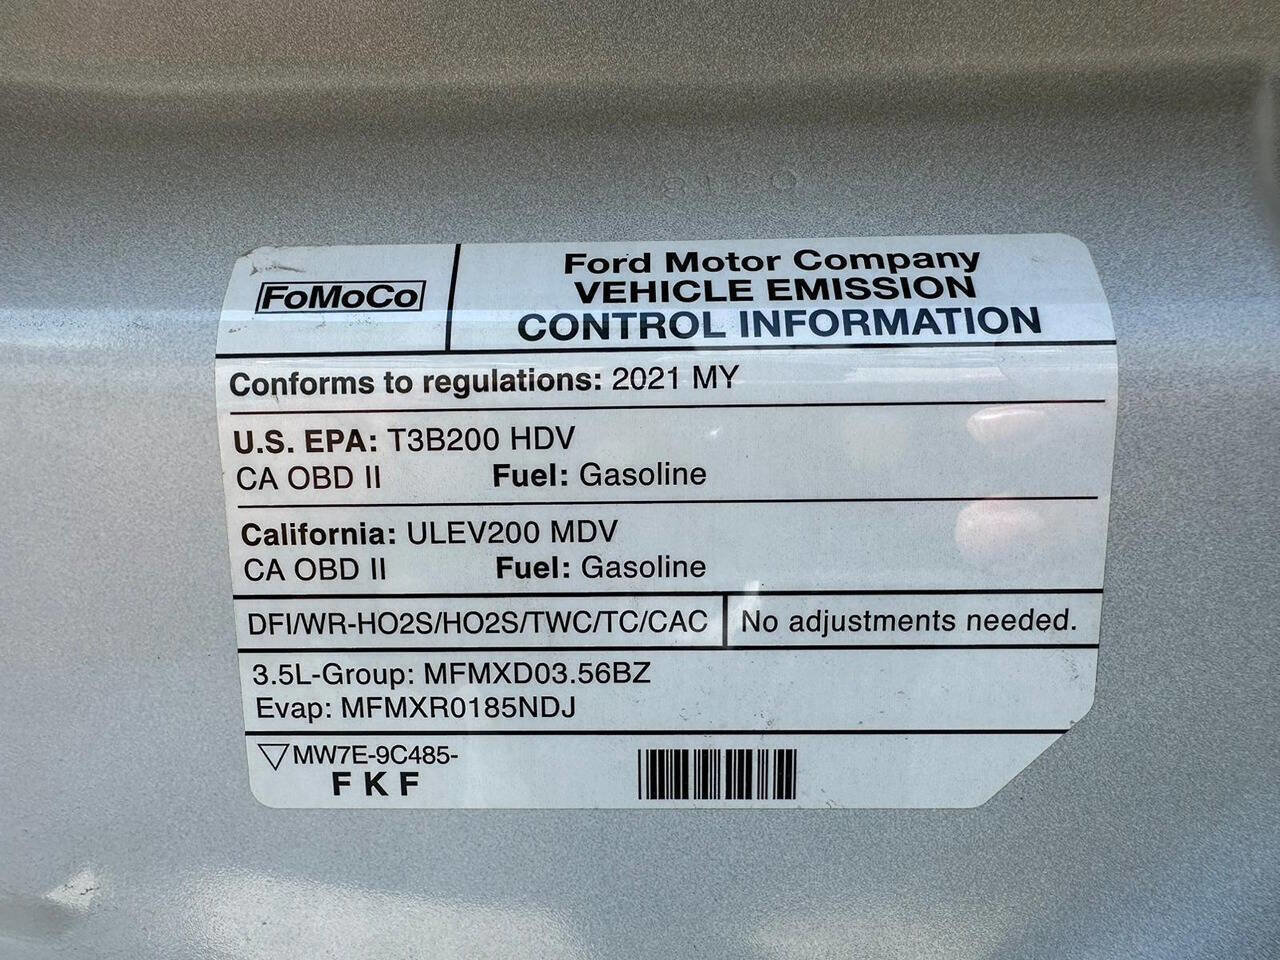 FoMoCo
Ford Motor Company
VEHICLE EMISSION
CONTROL INFORMATION
Conforms to regulations: 2021 MY
U.S. EPA: T3B200 HDV
CA OBD II Fuel: Gasoline
California: ULEV200 MDV
CA OBD II Fuel: Gasoline
DFI/WR-HO2S/HO2S/TWC/TC/CAC No adjustments needed.
3.5L-Group: MFMXD03.56BZ
Evap: MFMXR0185NDJ
MW7E-9C485-
F K F